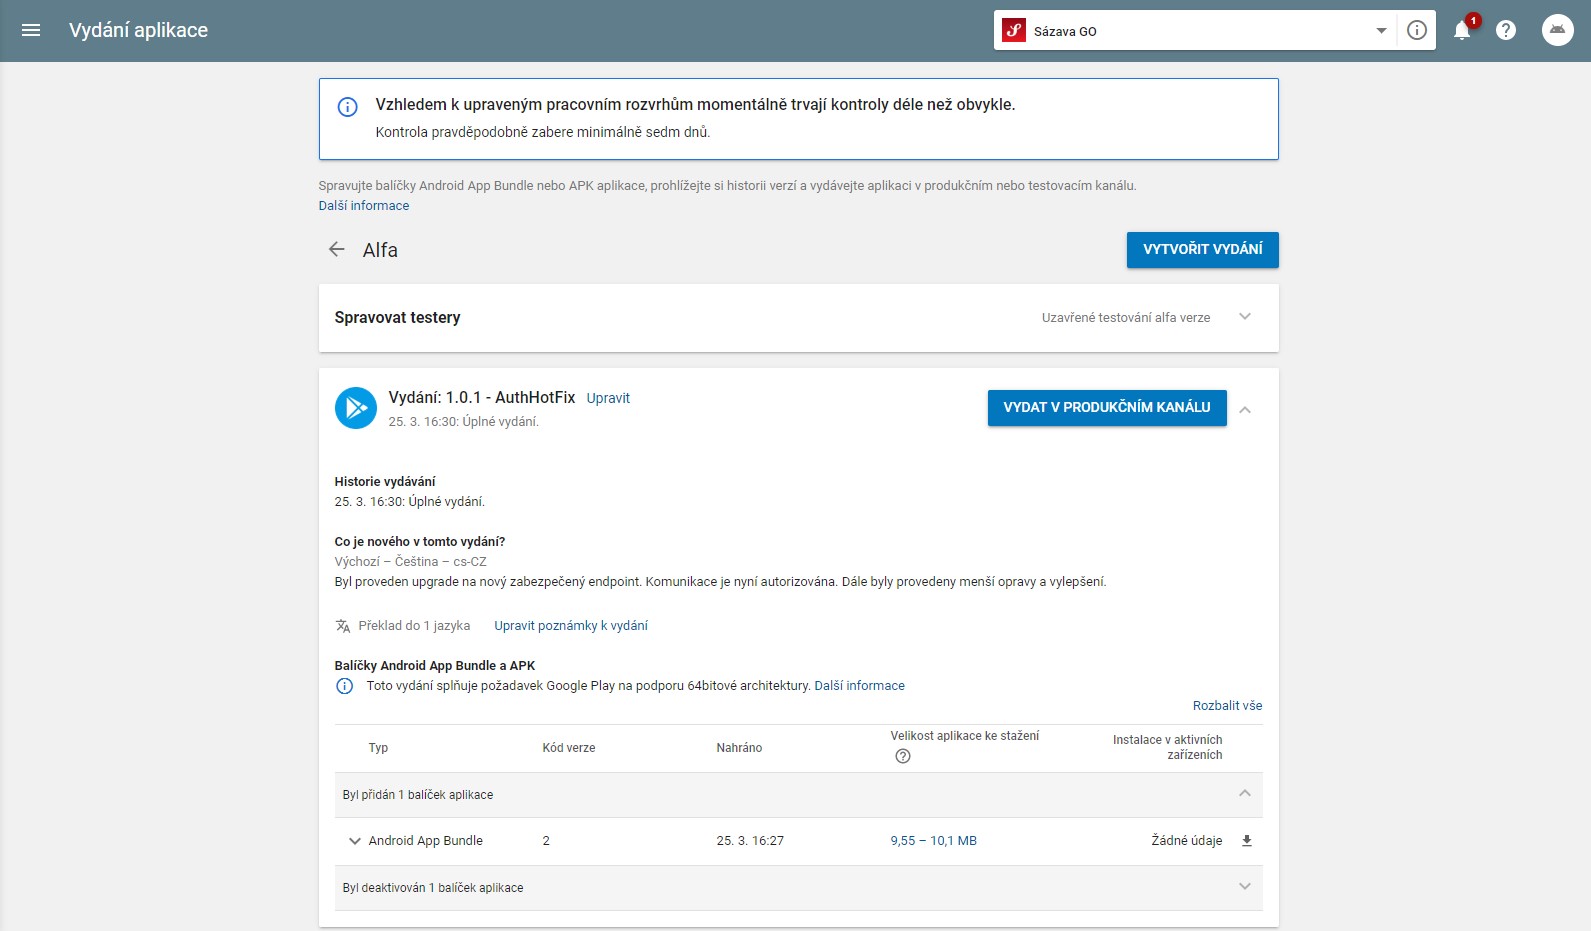 Vydání aplikace
Sázava GO
1
Vzhledem k upraveným pracovním rozvrhům momentálně trvají kontroly déle než obvykle.
Kontrola pravděpodobně zabere minimálně sedm dnů.
Spravujte balíčky Android App Bundle nebo APK aplikace, prohlížejte si historii verzí a vydávejte aplikaci v produkčním nebo testovacím kanálu.
Další informace
Alfa
VYTVOŘIT VYDÁNÍ
Spravovat testery
Uzavřené testování alfa verze
Vydání: 1.0.1 - AuthHotFix Upravit
25. 3. 16:30: Úplné vydání.
VYDAT V PRODUKČNÍM KANÁLU
Historie vydávání
25. 3. 16:30: Úplné vydání.
Co je nového v tomto vydání?
Výchozí – Čeština – cs-CZ
Byl proveden upgrade na nový zabezpečený endpoint. Komunikace je nyní autorizována. Dále byly provedeny menší opravy a vylepšení.
Překlad do 1 jazyka Upravit poznámky k vydání
Balíčky Android App Bundle a APK
Toto vydání splňuje požadavek Google Play na podporu 64bitové architektury. Další informace
Rozbalit vše
Typ Kód verze Nahráno Velikost aplikace ke stažení Instalace v aktivních
zařízeních
Byl přidán 1 balíček aplikace
Android App Bundle 2 25. 3. 16:27 9,55 – 10,1 MB Žádné údaje
Byl deaktivován 1 balíček aplikace